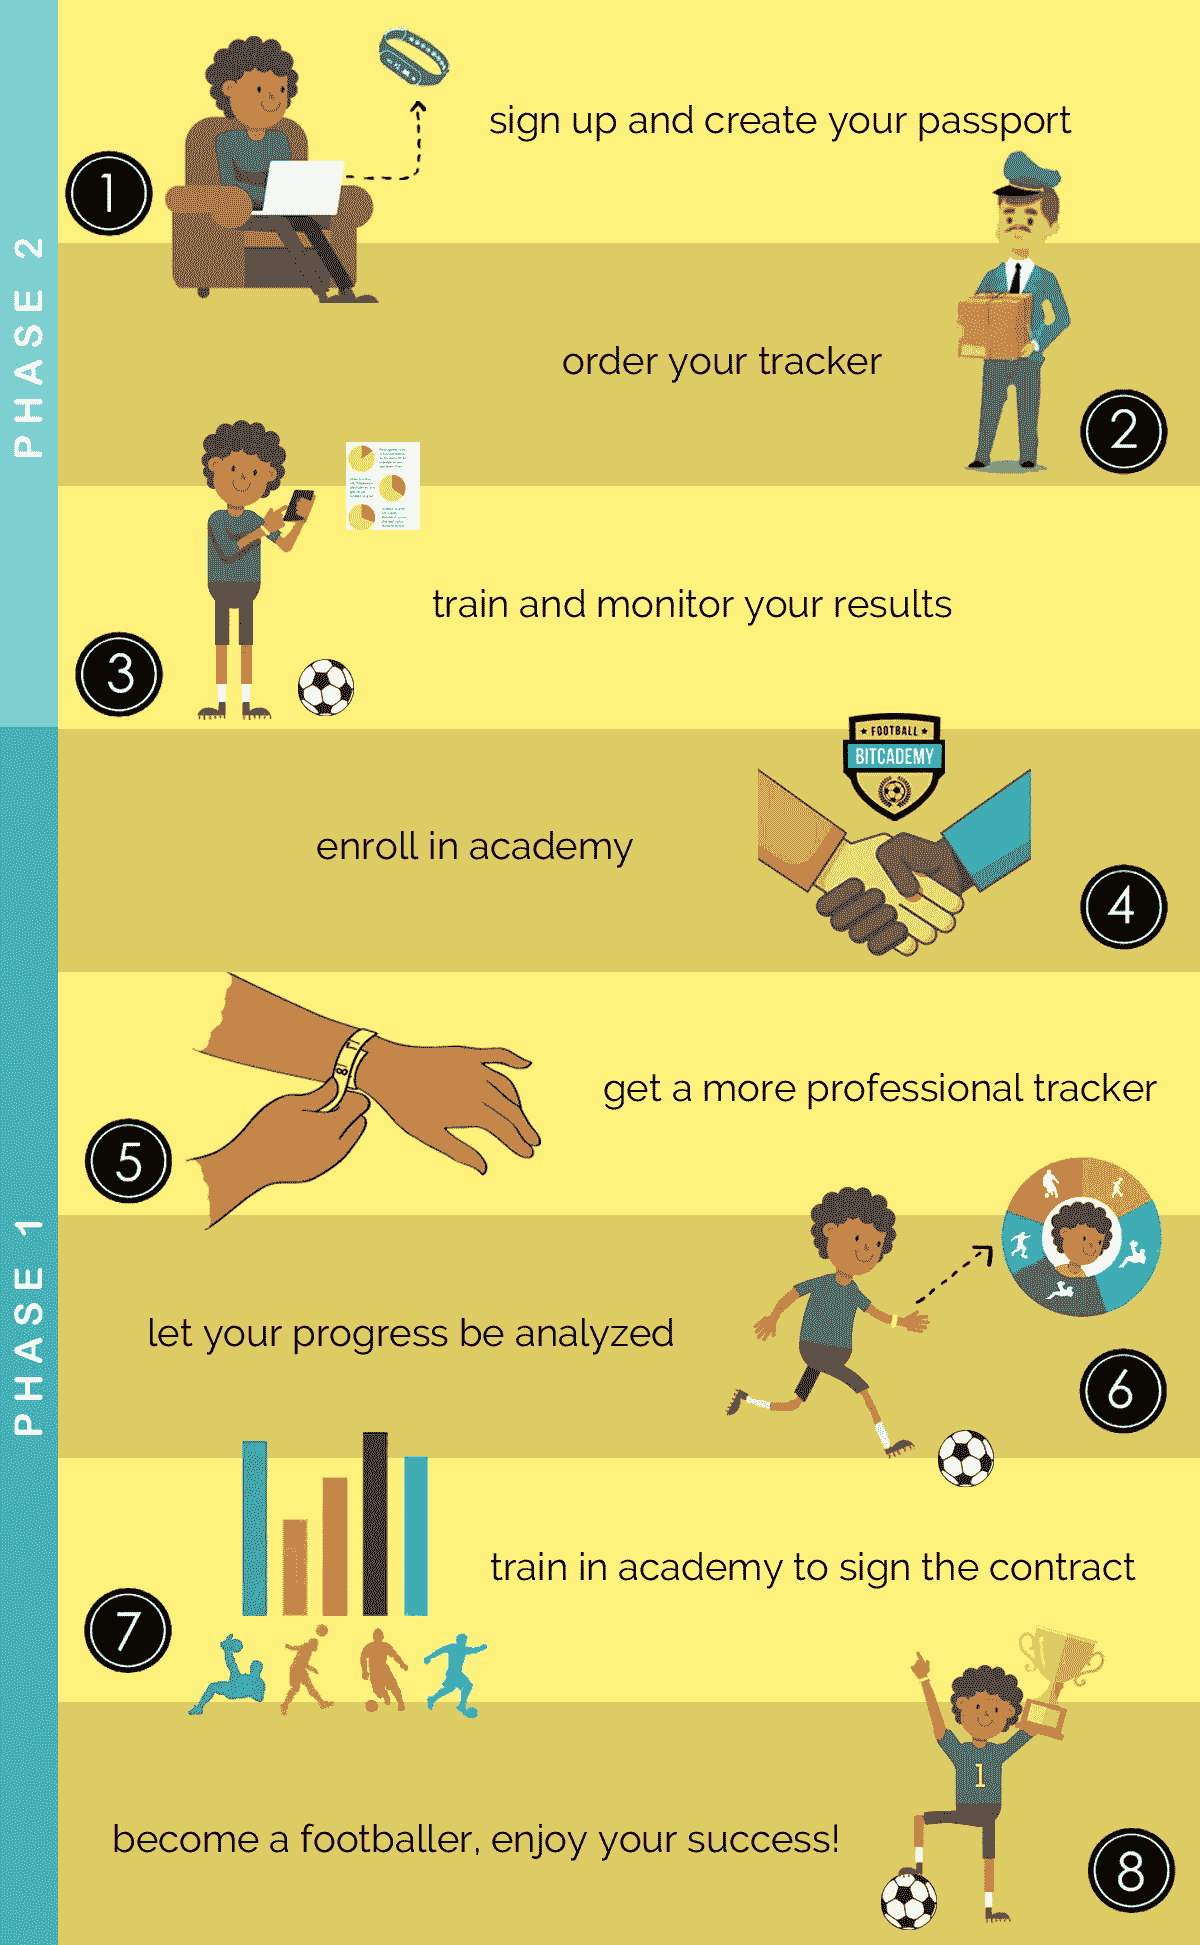 PHASE 2
1
sign up and create your passport
order your tracker
2
3
train and monitor your results
PHASE 1
★ FOOTBALL ★
BITCADEMY
enroll in academy
4
5
get a more professional tracker
let your progress be analyzed
6
7
train in academy to sign the contract
1
become a footballer, enjoy your success!
8